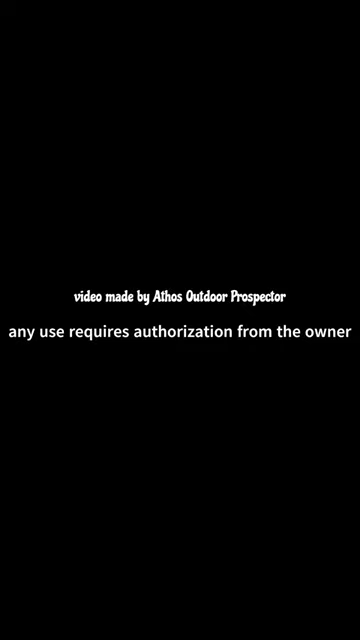 video made by Athos Outdoor Prospector
any use requires authorization from the owner